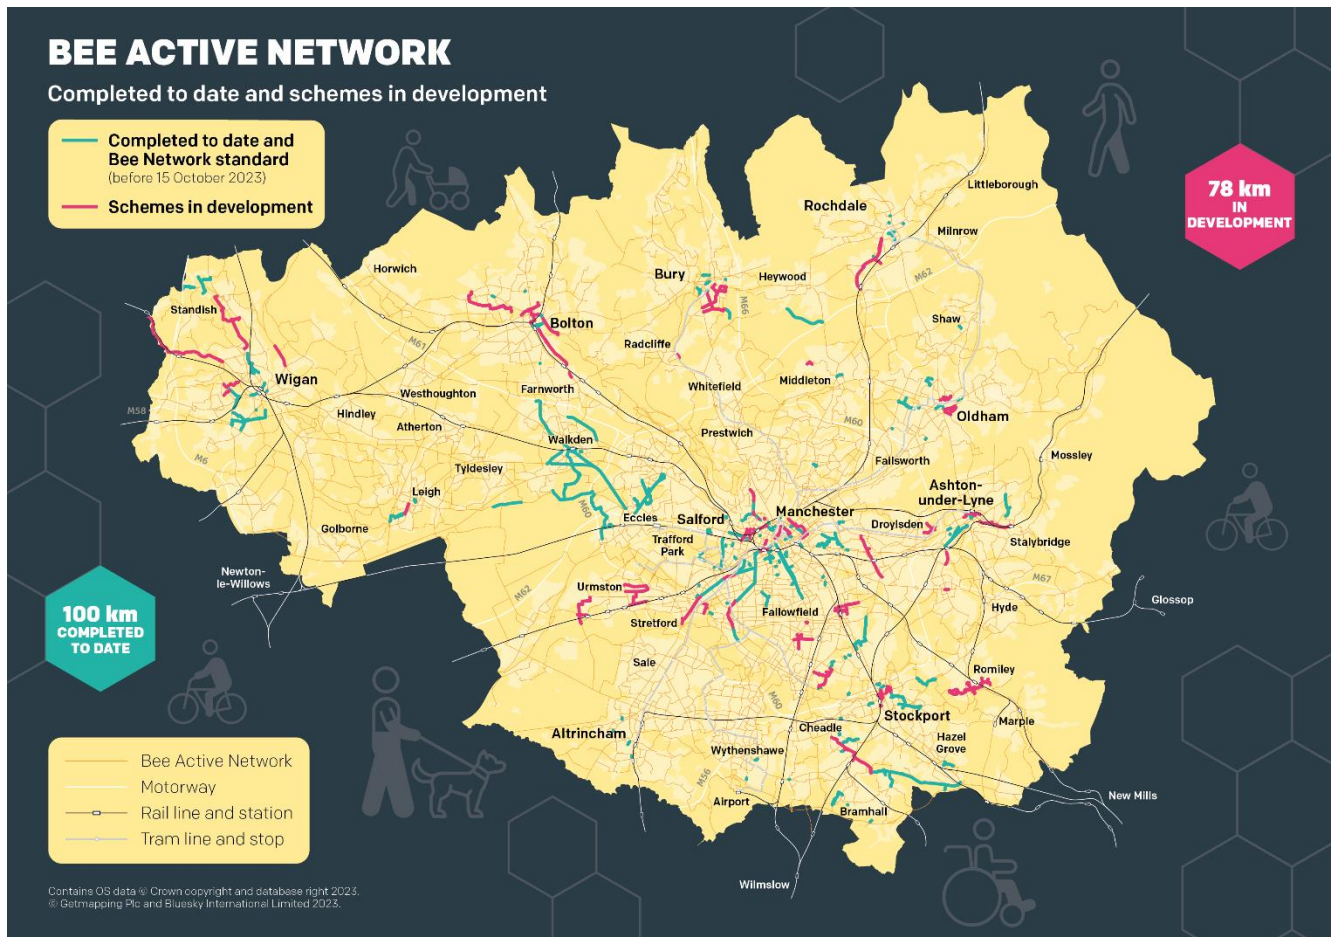 BEE ACTIVE NETWORK
Completed to date and schemes in development
Completed to date and
Bee Network standard
(before 15 October 2023)
Schemes in development
78 km
IN
DEVELOPMENT
Littleborough
Rochdale
Milnrow
Horwich
Bury
Heywood
M62
M66
Standish
Bolton
Shaw
M61
Radcliffe
Wigan
Whitefield
Middleton
Westhoughton
Farnworth
M58
Hindley
Atherton
M60
Oldham
Prestwich
Walkden
M6
Tyldesley
Failsworth
Mossley
Leigh
Ashton-
under-Lyne
M60
Eccles
Salford
Manchester
Droylsden
Golborne
Trafford
Park
Stalybridge
Newton-
le-Willows
M62
Urmston
M67
Glossop
100 km
COMPLETED
TO DATE
Stretford
Fallowfield
Hyde
Sale
Romiley
M60
Stockport
Altrincham
Cheadle
Marple
Hazel
Grove
Wythenshawe
M56
Airport
Bramhall
New Mills
Wilmslow
Bee Active Network
Motorway
Rail line and station
Tram line and stop
Contains OS data © Crown copyright and database right 2023.
© Getmapping Plc and Bluesky International Limited 2023.